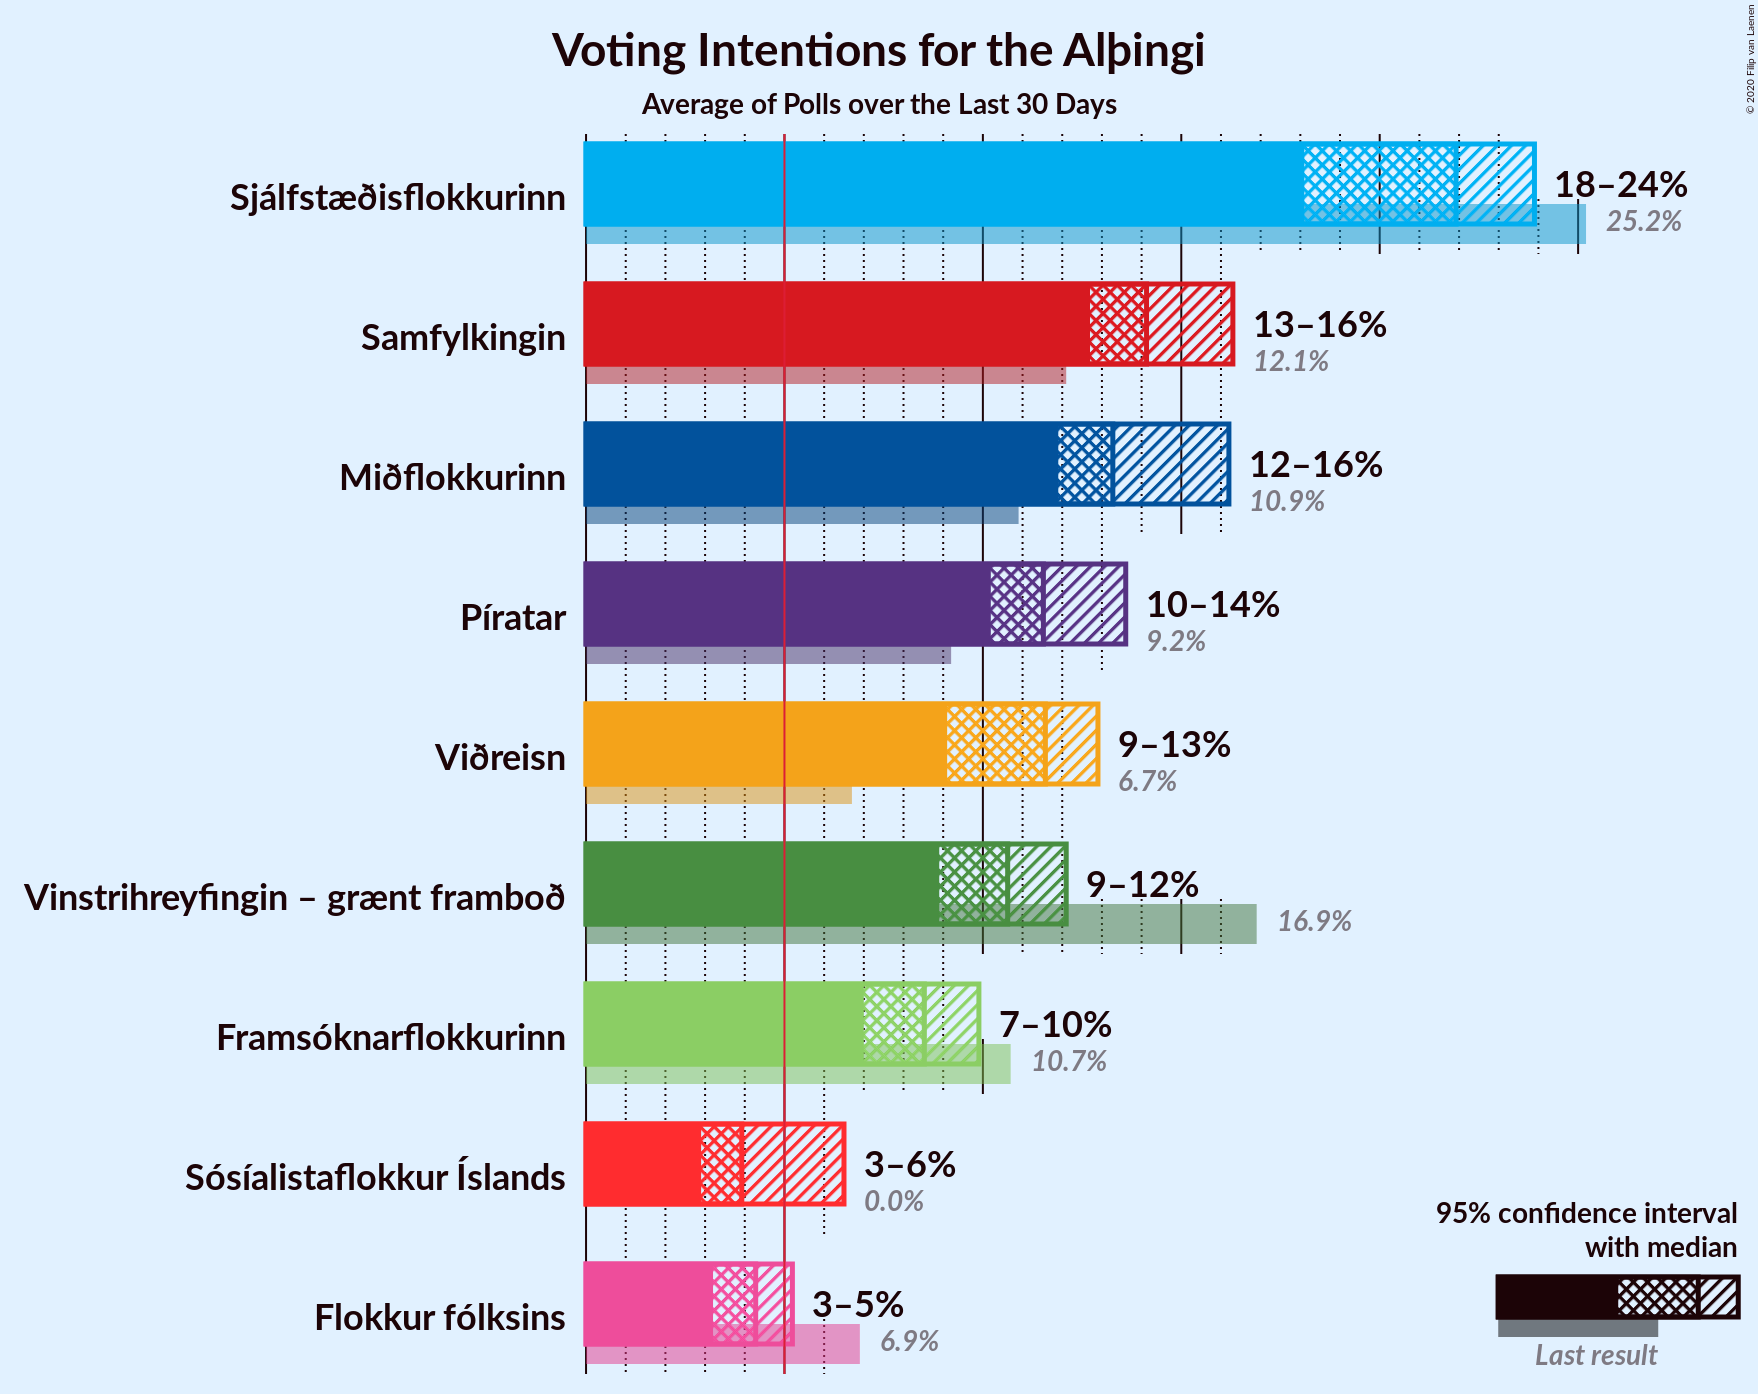 © 2020 Filip van Laenen
Voting Intentions for the Alþingi
Average of Polls over the Last 30 Days
Sjálfstæðisflokkurinn
18–24%
25.2%
Samfylkingin
13–16%
12.1%
Miðflokkurinn
12–16%
10.9%
Píratar
10–14%
9.2%
Viðreisn
9–13%
6.7%
Vinstrihreyfingin – grænt framboð
9–12%
16.9%
Framsóknarflokkurinn
7–10%
10.7%
Sósíalistaflokkur Íslands
3–6%
0.0%
Flokkur fólksins
3–5%
6.9%
95% confidence interval
with median
Last result